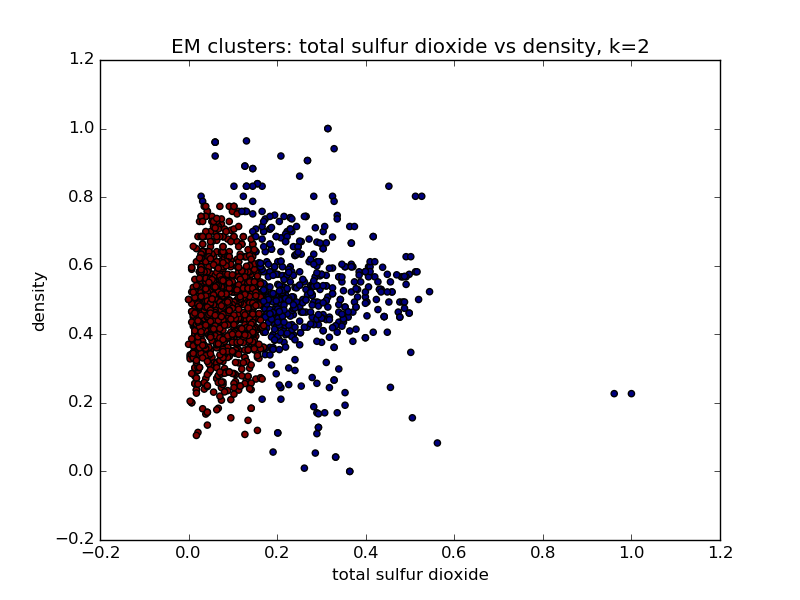 EM clusters: total sulfur dioxide vs density, k=2
1.2
1.0
0.8
0.6
0.4
0.2
0.0
−0.2
density
−0.2 0.0 0.2 0.4 0.6 0.8 1.0 1.2
total sulfur dioxide